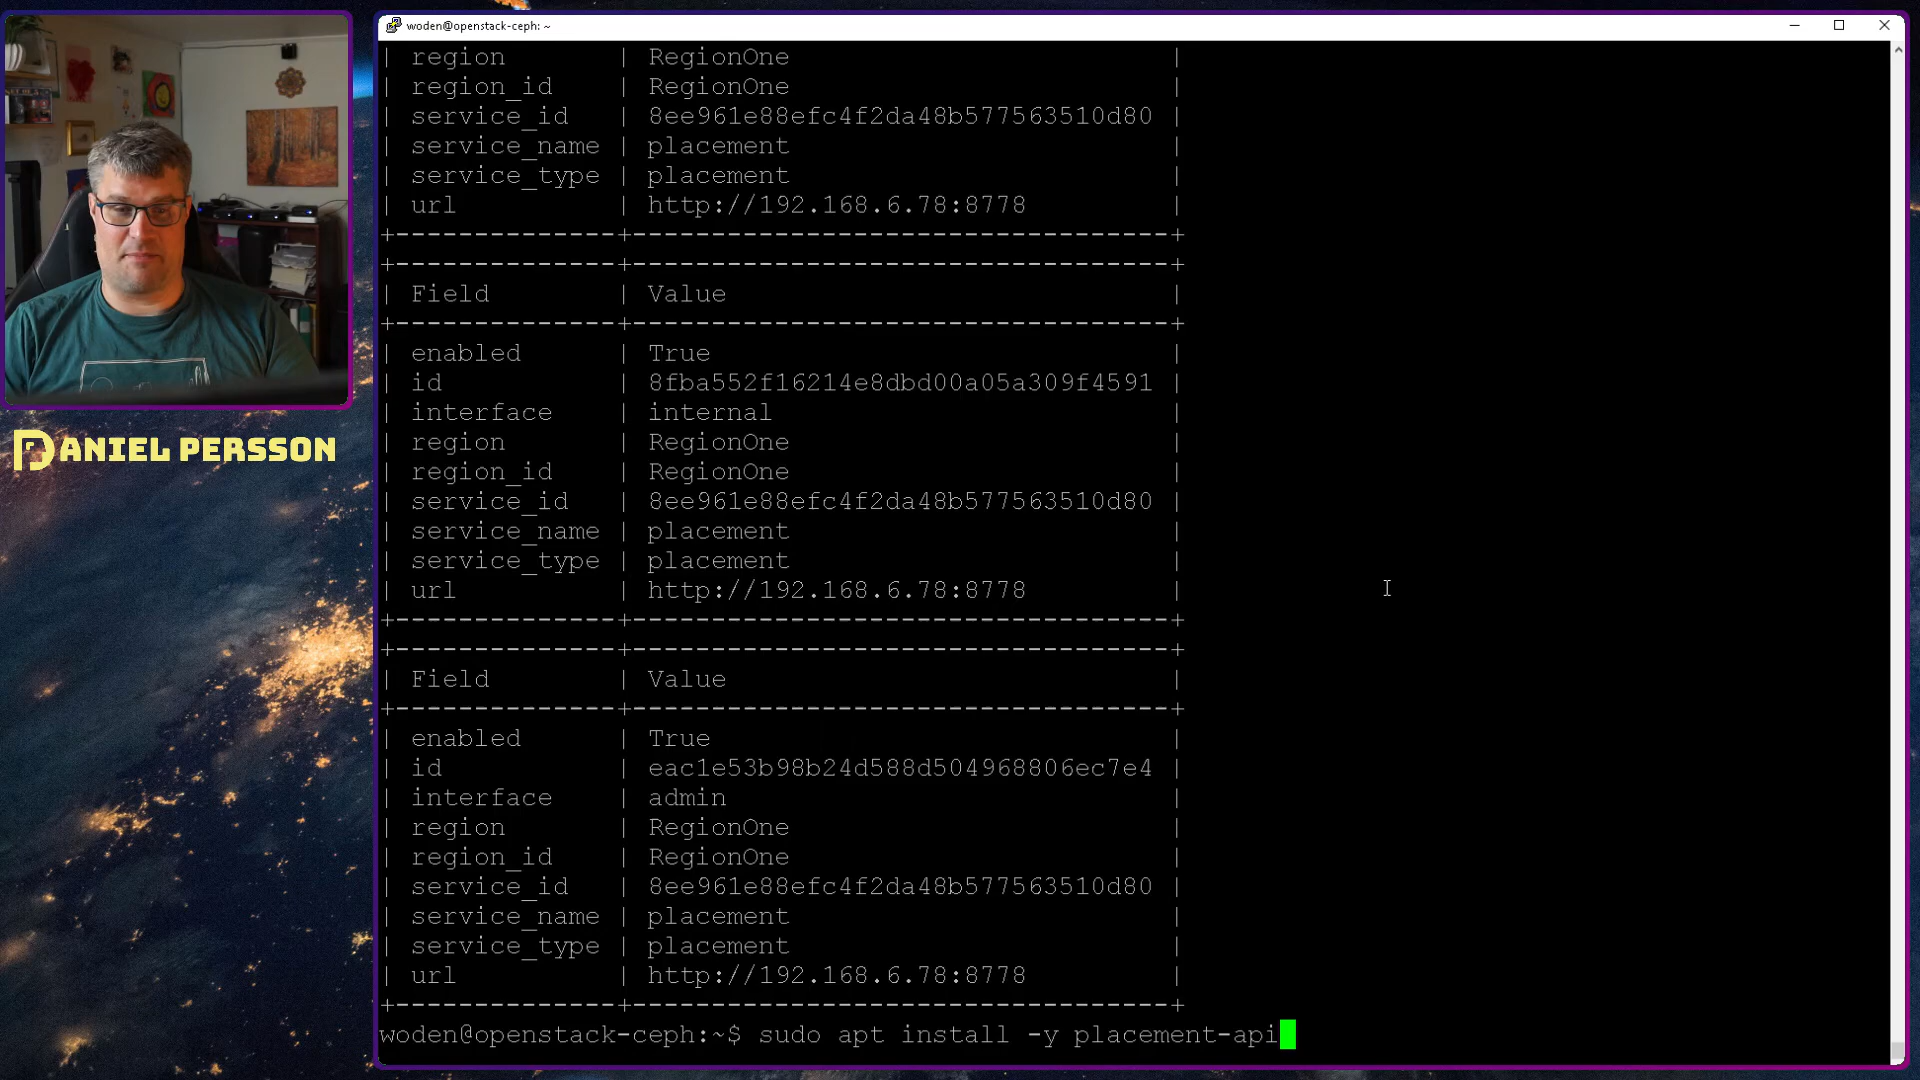 woden@openstack-ceph: ~
| region | RegionOne |
| region_id | RegionOne |
| service_id | 8ee961e88efc4f2da48b577563510d80 |
| service_name | placement |
| service_type | placement |
| url | http://192.168.6.78:8778 |
+--------------+----------------------------------+
+--------------+----------------------------------+
| Field | Value |
+--------------+----------------------------------+
| enabled | True |
| id | 8fba552f16214e8dbd00a05a309f4591 |
| interface | internal |
| region | RegionOne |
| region_id | RegionOne |
| service_id | 8ee961e88efc4f2da48b577563510d80 |
| service_name | placement |
| service_type | placement |
| url | http://192.168.6.78:8778 |
+--------------+----------------------------------+
+--------------+----------------------------------+
| Field | Value |
+--------------+----------------------------------+
| enabled | True |
| id | eac1e53b98b24d588d504968806ec7e4 |
| interface | admin |
| region | RegionOne |
| region_id | RegionOne |
| service_id | 8ee961e88efc4f2da48b577563510d80 |
| service_name | placement |
| service_type | placement |
| url | http://192.168.6.78:8778 |
+--------------+----------------------------------+
woden@openstack-ceph:~$ sudo apt install -y placement-api
DANIEL PERSSON